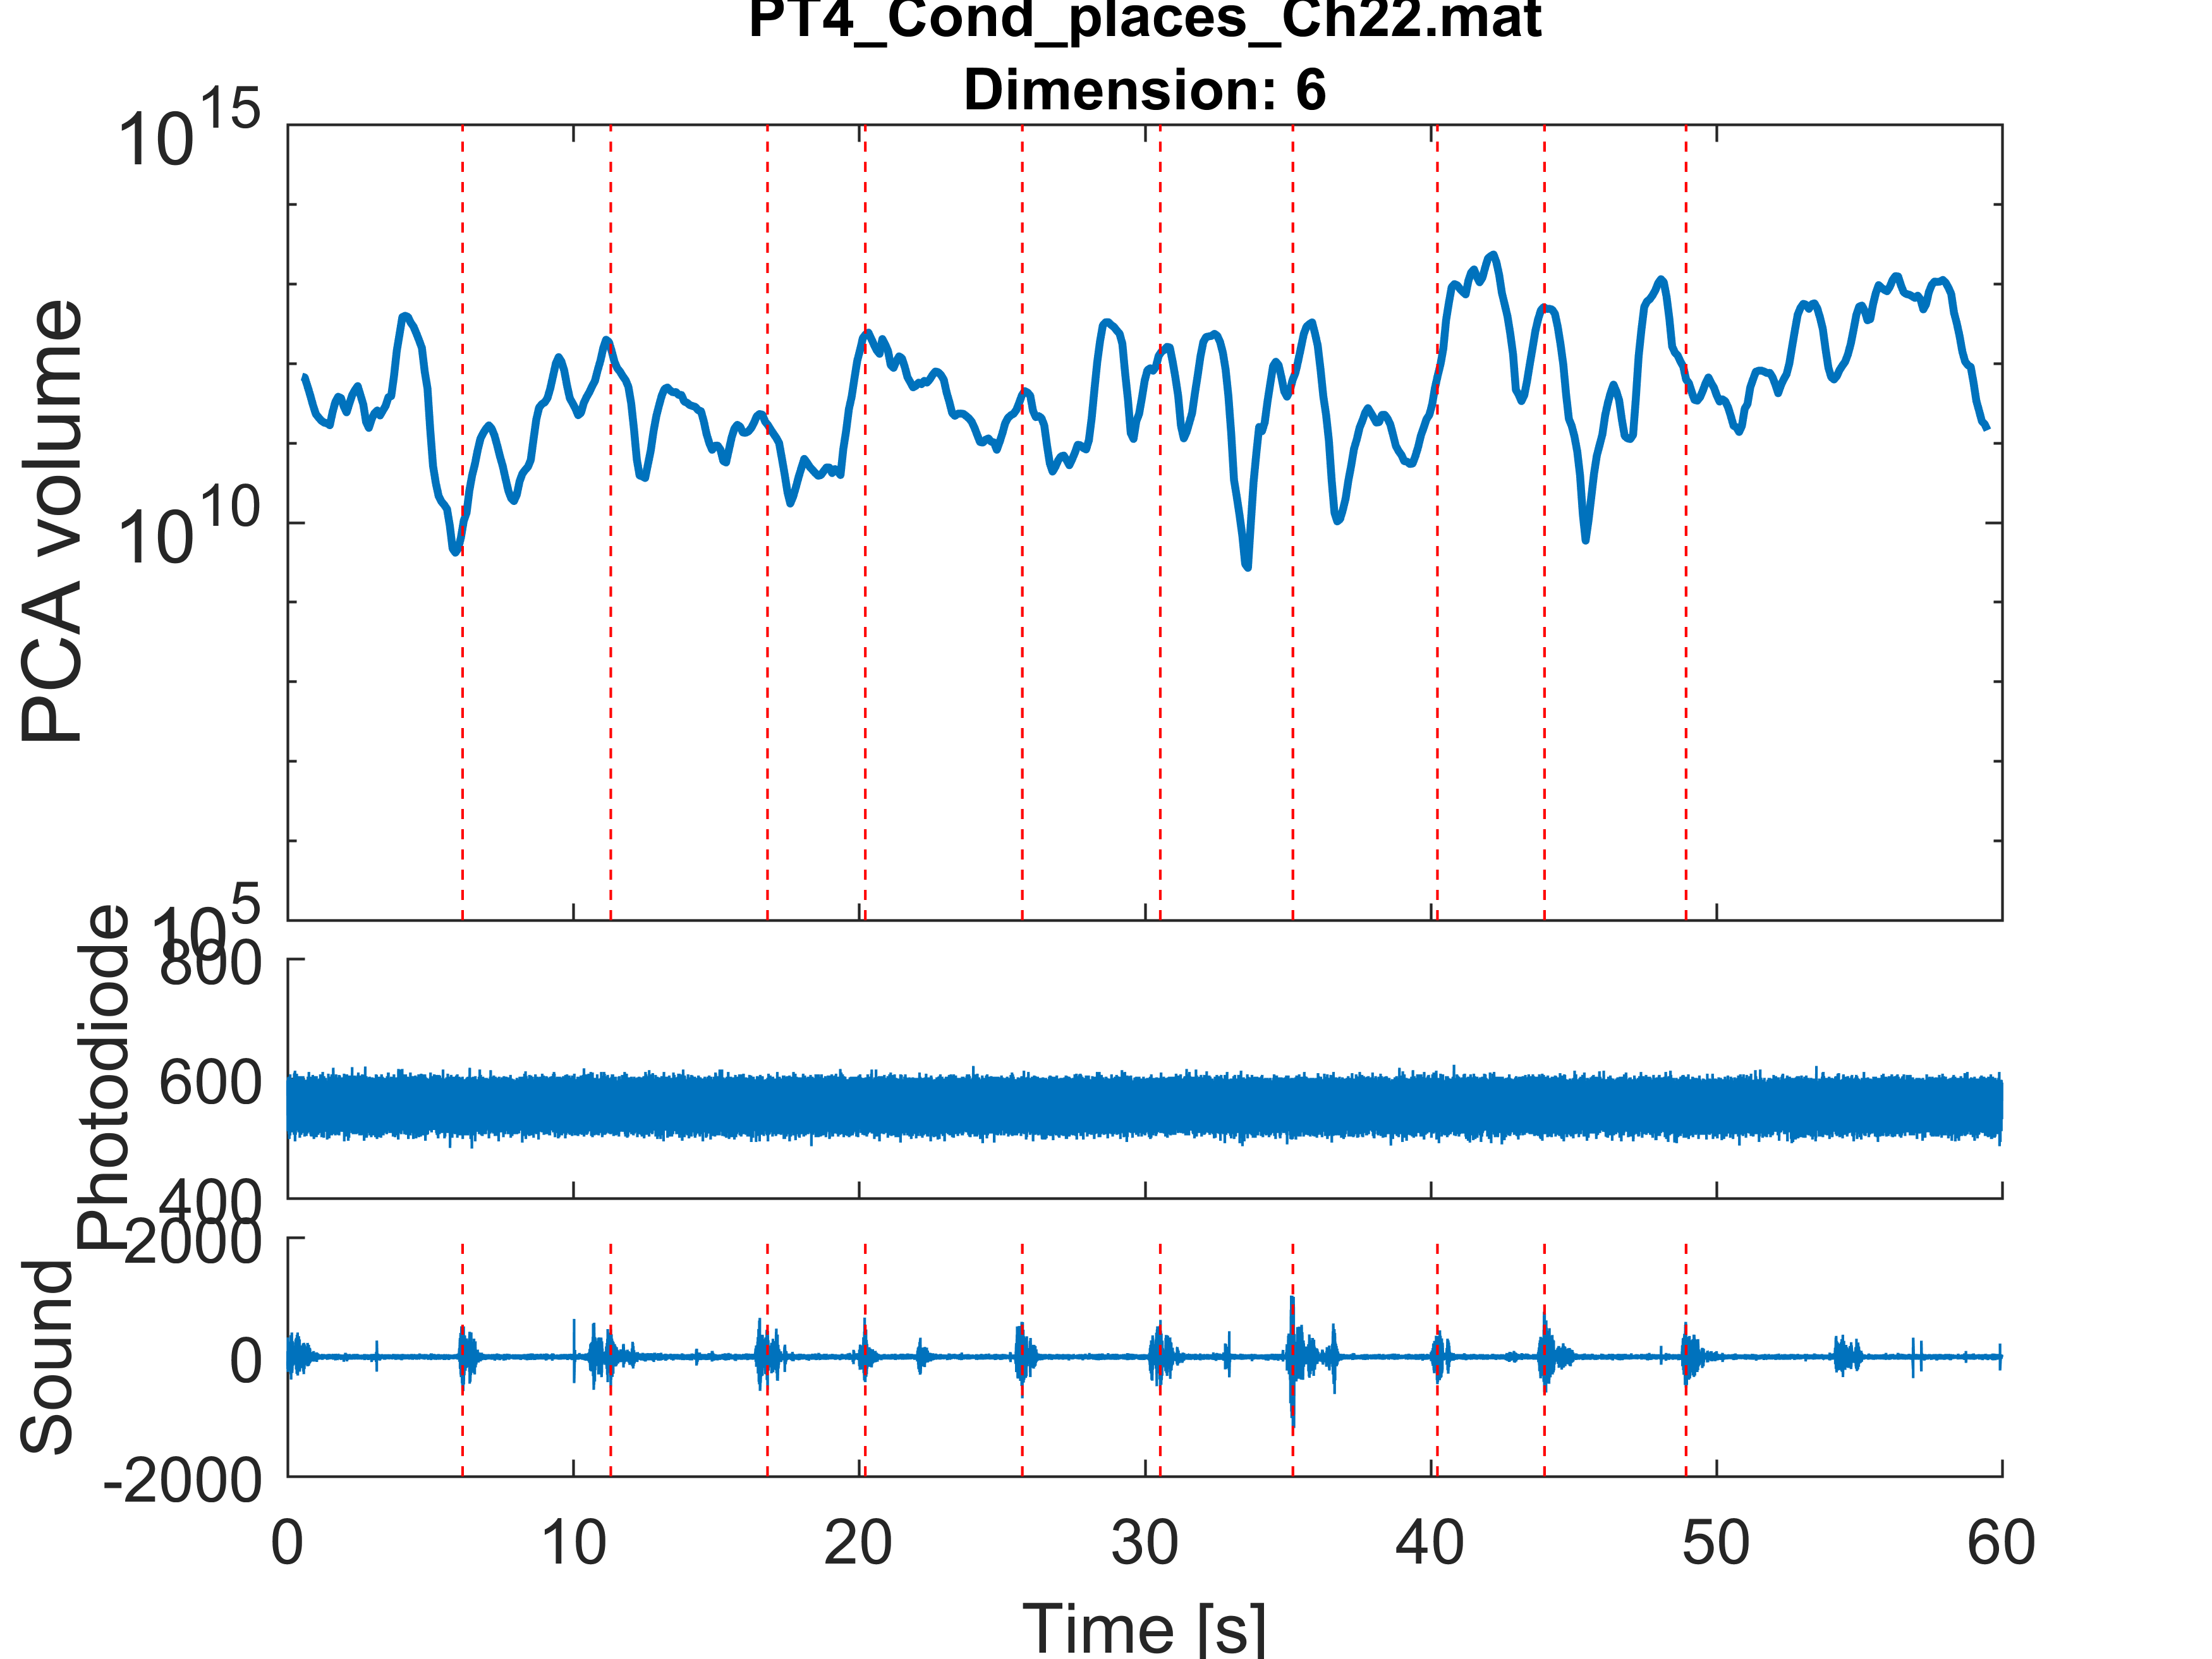 PT4_Cond_places_Ch22.mat
Dimension: 6
10^15
10^10
10^5
PCA volume
800
600
400
Photodiode
2000
0
-2000
Sound
0 10 20 30 40 50 60
Time [s]